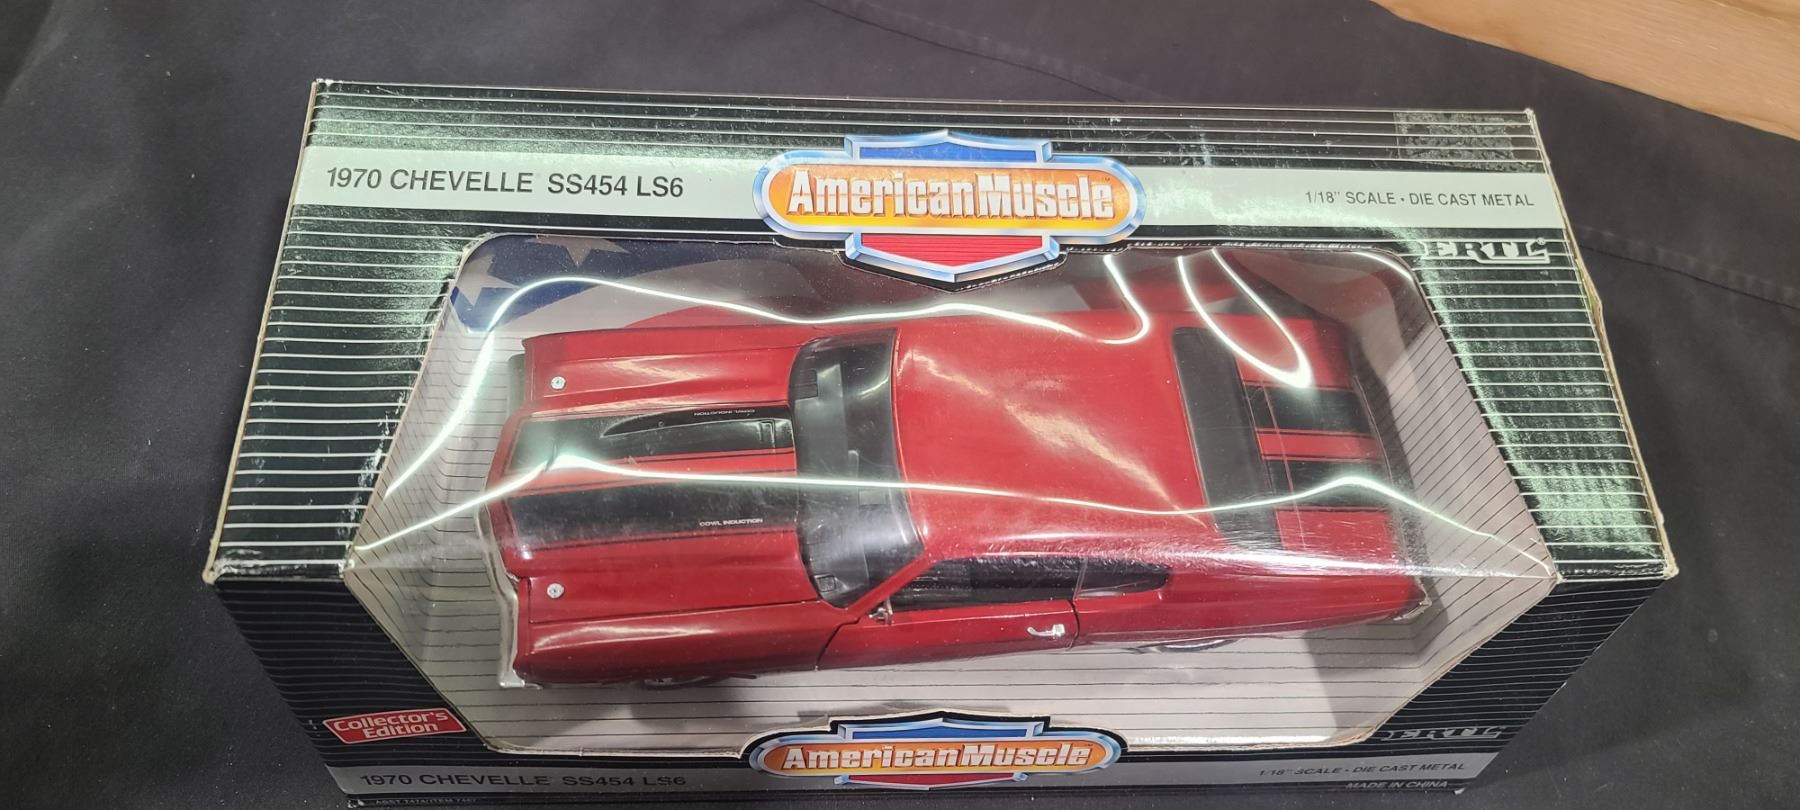 1970 CHEVELLE SS454 LS6
AmericanMuscle
1/18" SCALE • DIE CAST METAL
ERTL®
COWL INDUCTION
COWL INDUCTION
Collector's
Edition
AmericanMuscle
ERTL
1970 CHEVELLE SS454 LS6
1/18" SCALE • DIE CAST METAL
MADE IN CHINA